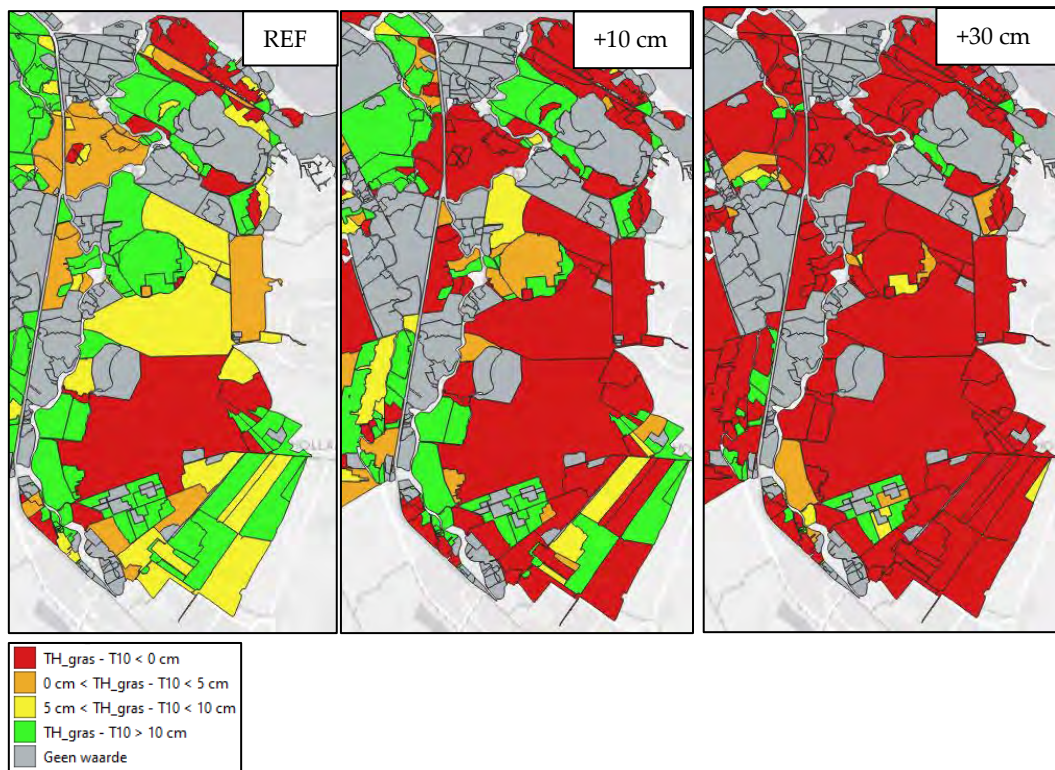 REF
+10 cm
+30 cm
TH_gras - T10 < 0 cm
0 cm < TH_gras - T10 < 5 cm
5 cm < TH_gras - T10 < 10 cm
TH_gras - T10 > 10 cm
Geen waarde